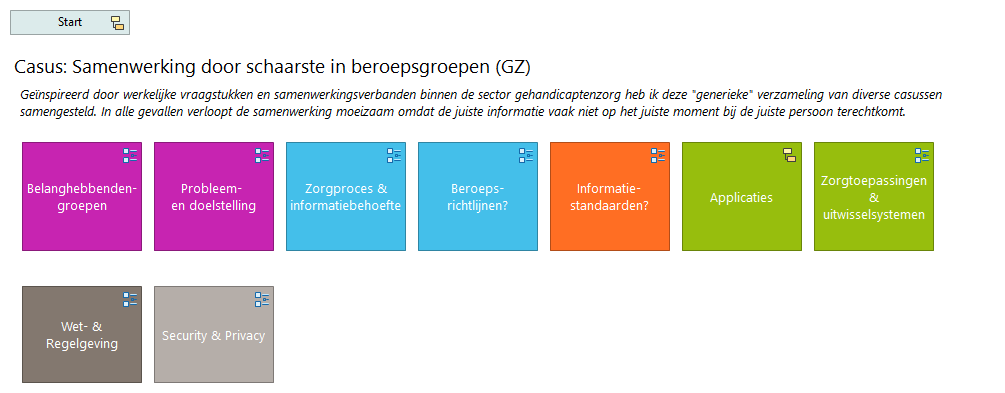 Start
Casus: Samenwerking door schaarste in beroepsgroepen (GZ)
Geïnspireerd door werkelijke vraagstukken en samenwerkingsverbanden binnen de sector gehandicaptenzorg heb ik deze "generieke" verzameling van diverse casussen
samengesteld. In alle gevallen verloopt de samenwerking moeizaam omdat de juiste informatie vaak niet op het juiste moment bij de juiste persoon terechtkomt.
Belanghebbenden-
groepen
Probleem-
en doelstelling
Zorgproces &
informatiebehoefte
Beroeps-
richtlijnen?
Informatie-
standaarden?
Applicaties
Zorgtoepassingen
&
uitwisselsystemen
Wet- &
Regelgeving
Security & Privacy